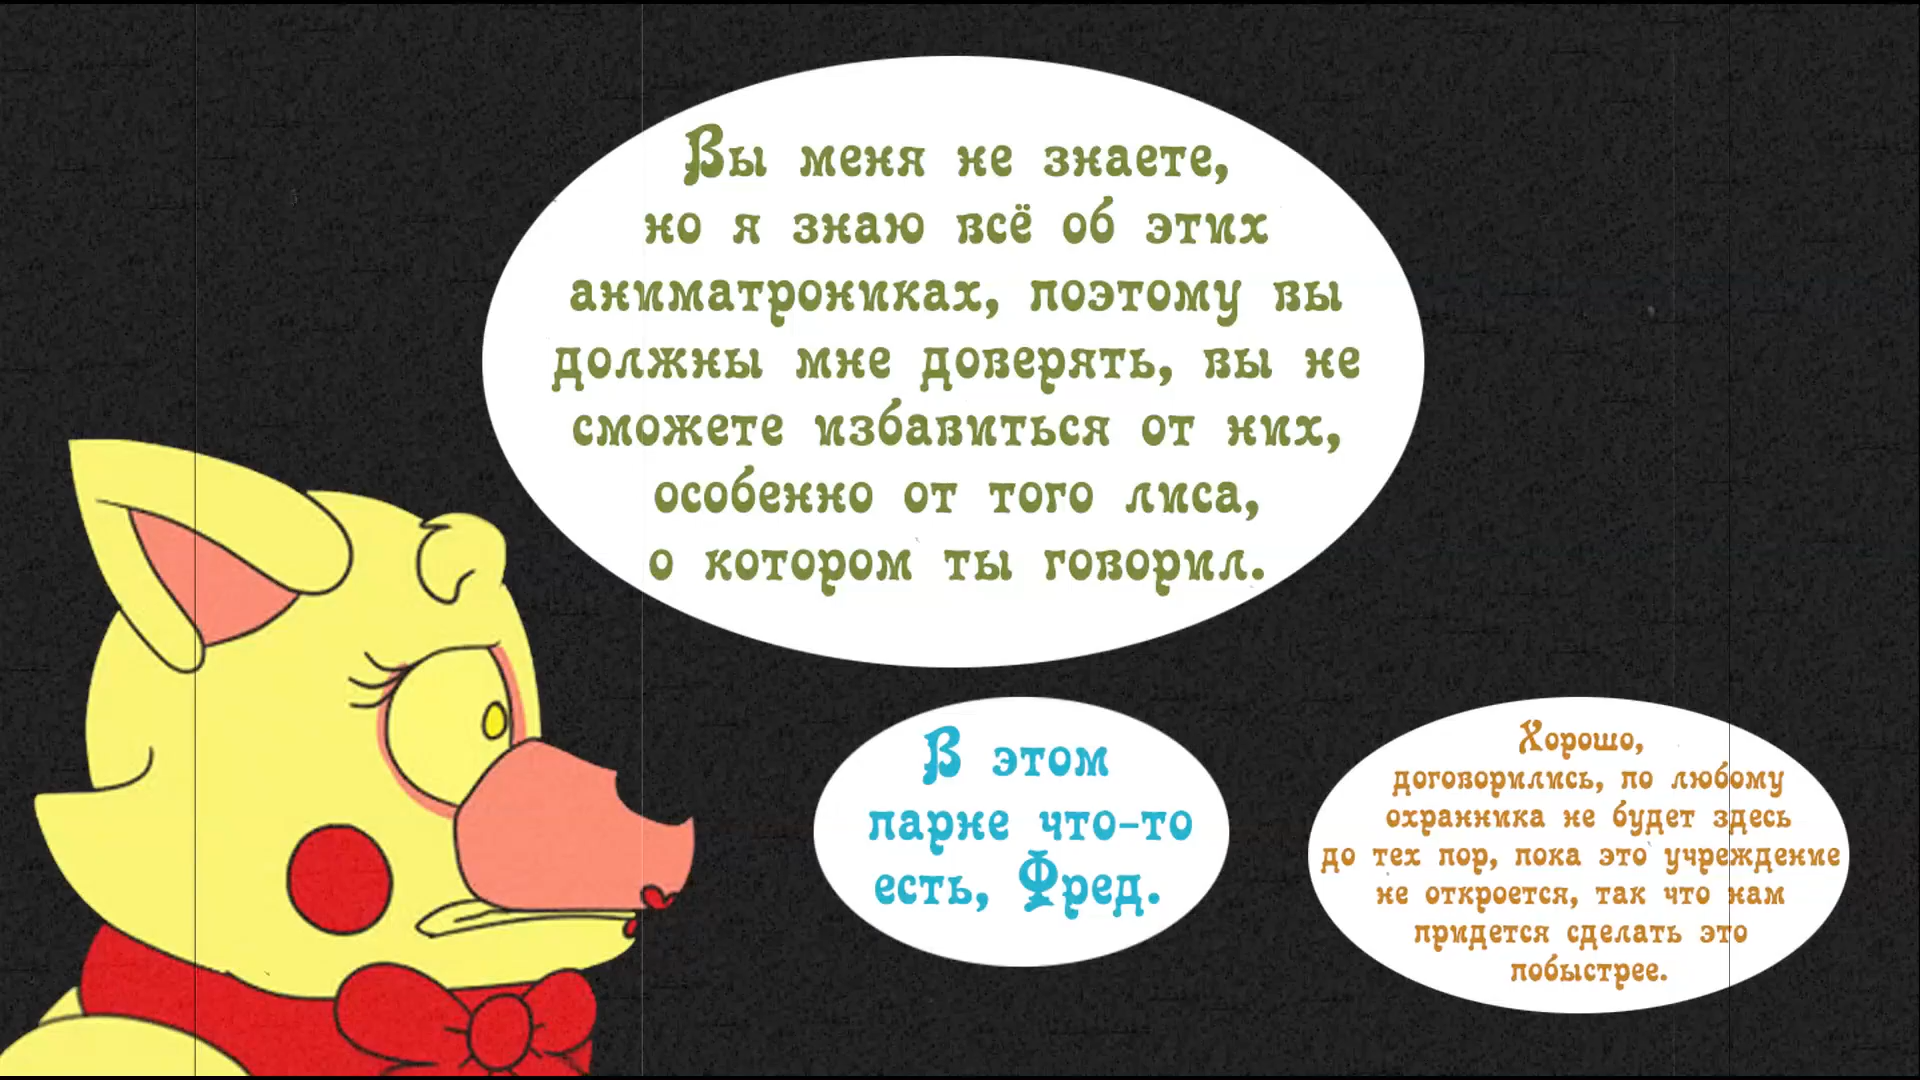 Вы меня не знаете,
но я знаю всё об этих
аниматрониках, поэтому вы
должны мне доверять, вы не
сможете избавиться от них,
особенно от того лиса,
о котором ты говорил.
В этом
парне что-то
есть, Фред.
Хорошо,
договорились, по любому
охранника не будет здесь
до тех пор, пока это учреждение
не откроется, так что нам
придется сделать это
побыстрее.